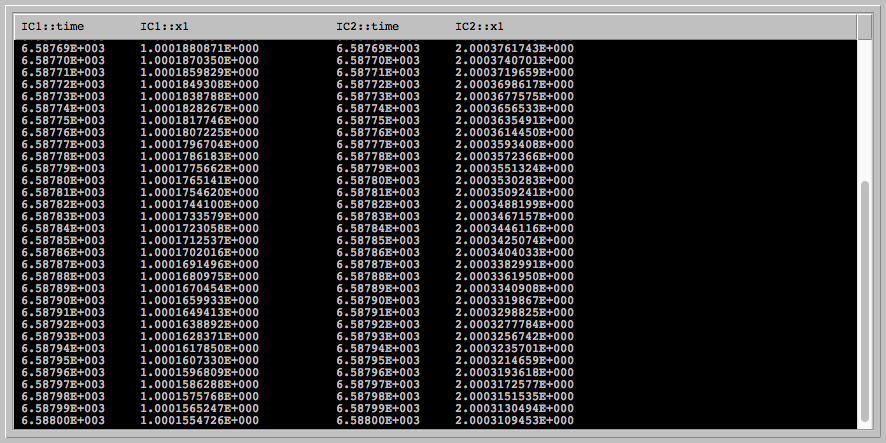 IC1::time IC1::x1 IC2::time IC2::x1
6.58769E+003 1.0001880871E+000 6.58769E+003 2.0003761743E+000
6.58770E+003 1.0001870350E+000 6.58770E+003 2.0003740701E+000
6.58771E+003 1.0001859829E+000 6.58771E+003 2.0003719659E+000
6.58772E+003 1.0001849308E+000 6.58772E+003 2.0003698617E+000
6.58773E+003 1.0001838788E+000 6.58773E+003 2.0003677575E+000
6.58774E+003 1.0001828267E+000 6.58774E+003 2.0003656533E+000
6.58775E+003 1.0001817746E+000 6.58775E+003 2.0003635491E+000
6.58776E+003 1.0001807225E+000 6.58776E+003 2.0003614450E+000
6.58777E+003 1.0001796704E+000 6.58777E+003 2.0003593408E+000
6.58778E+003 1.0001786183E+000 6.58778E+003 2.0003572366E+000
6.58779E+003 1.0001775662E+000 6.58779E+003 2.0003551324E+000
6.58780E+003 1.0001765141E+000 6.58780E+003 2.0003530283E+000
6.58781E+003 1.0001754620E+000 6.58781E+003 2.0003509241E+000
6.58782E+003 1.0001744100E+000 6.58782E+003 2.0003488199E+000
6.58783E+003 1.0001733579E+000 6.58783E+003 2.0003467157E+000
6.58784E+003 1.0001723058E+000 6.58784E+003 2.0003446116E+000
6.58785E+003 1.0001712537E+000 6.58785E+003 2.0003425074E+000
6.58786E+003 1.0001702016E+000 6.58786E+003 2.0003404033E+000
6.58787E+003 1.0001691496E+000 6.58787E+003 2.0003382991E+000
6.58788E+003 1.0001680975E+000 6.58788E+003 2.0003361950E+000
6.58789E+003 1.0001670454E+000 6.58789E+003 2.0003340908E+000
6.58790E+003 1.0001659933E+000 6.58790E+003 2.0003319867E+000
6.58791E+003 1.0001649413E+000 6.58791E+003 2.0003298825E+000
6.58792E+003 1.0001638892E+000 6.58792E+003 2.0003277784E+000
6.58793E+003 1.0001628371E+000 6.58793E+003 2.0003256742E+000
6.58794E+003 1.0001617850E+000 6.58794E+003 2.0003235701E+000
6.58795E+003 1.0001607330E+000 6.58795E+003 2.0003214659E+000
6.58796E+003 1.0001596809E+000 6.58796E+003 2.0003193618E+000
6.58797E+003 1.0001586288E+000 6.58797E+003 2.0003172577E+000
6.58798E+003 1.0001575768E+000 6.58798E+003 2.0003151535E+000
6.58799E+003 1.0001565247E+000 6.58799E+003 2.0003130494E+000
6.58800E+003 1.0001554726E+000 6.58800E+003 2.0003109453E+000